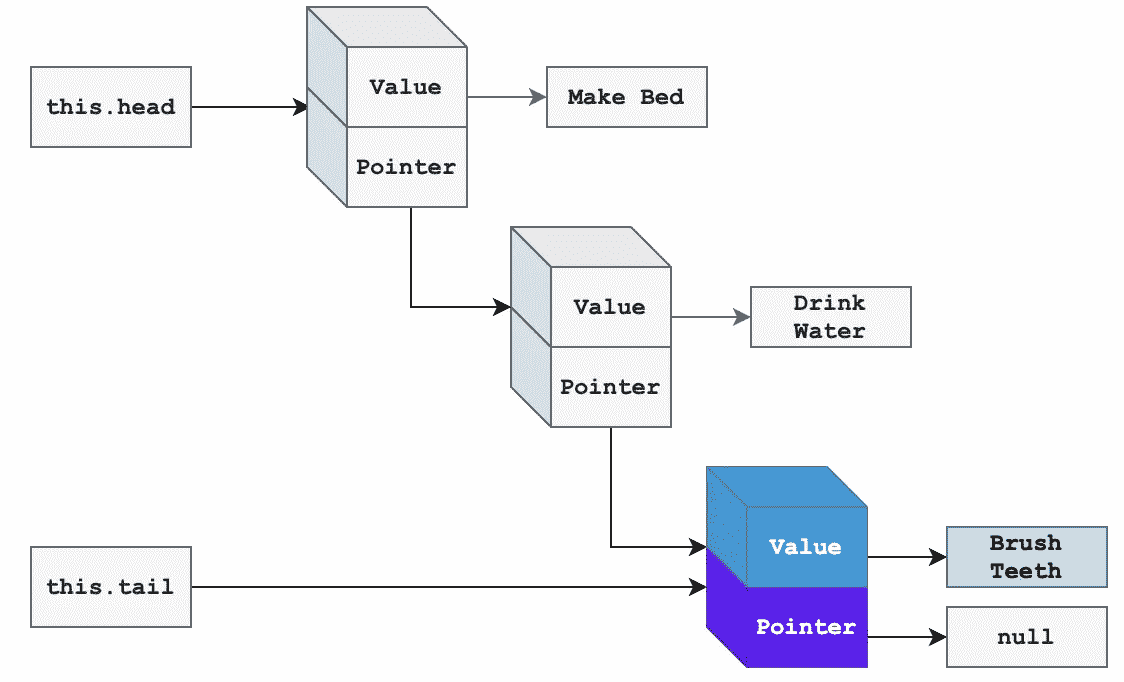 Value
this.head
Make Bed
Pointer
Value
Drink
Water
Pointer
Value
Brush
Teeth
this.tail
Pointer
null